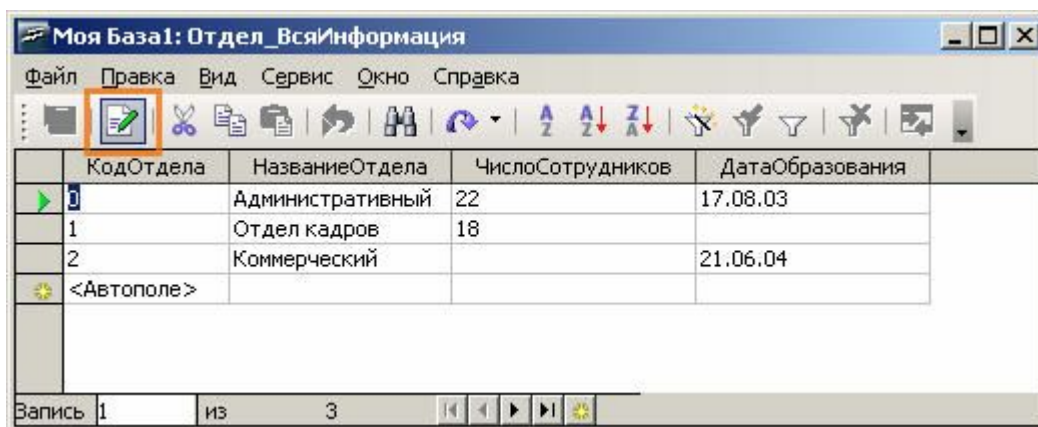 Моя База1: Отдел_ВсяИнформация
Файл Правка Вид Сервис Окно Справка
КодОтдела НазваниеОтдела ЧислоСотрудников ДатаОбразования
0 Административный 22 17.08.03
1 Отдел кадров 18
2 Коммерческий 21.06.04
<Автополе>
Запись 1 из 3